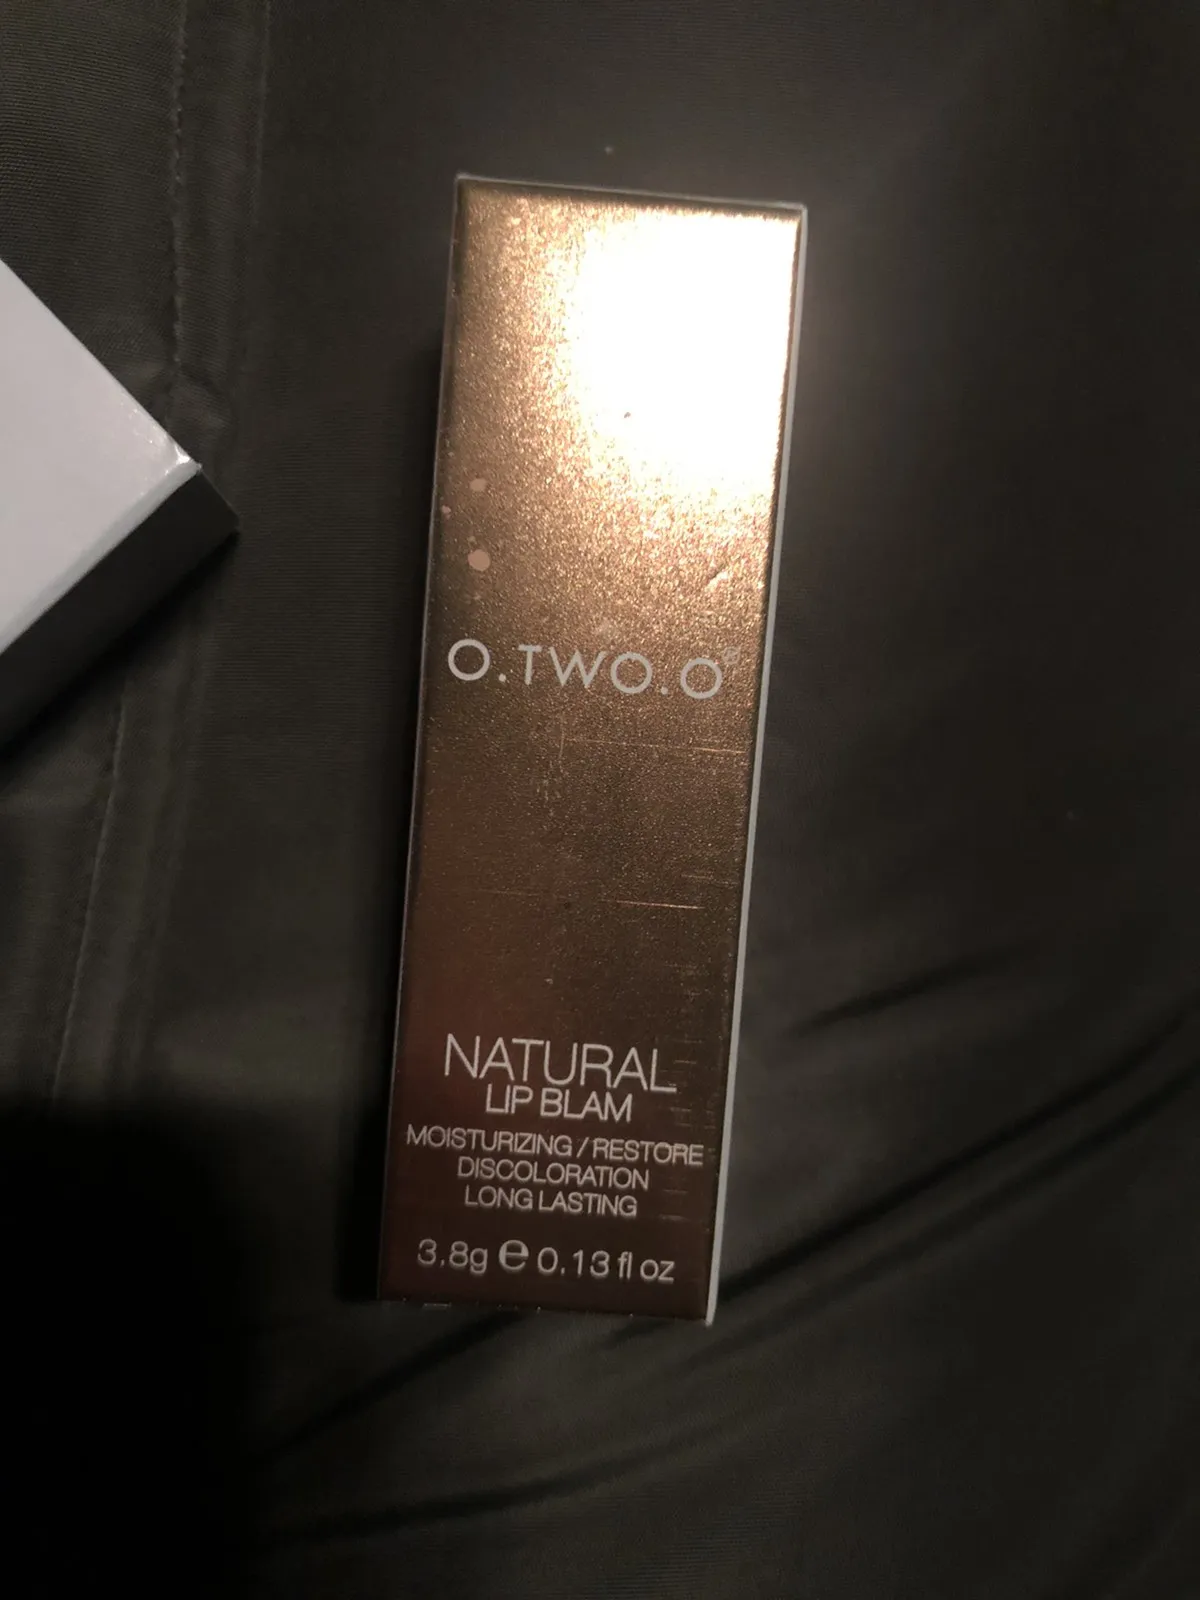 O.TWO.O®
NATURAL
LIP BLAM
MOISTURIZING / RESTORE
DISCOLORATION
LONG LASTING
3.8g e 0.13 fl oz